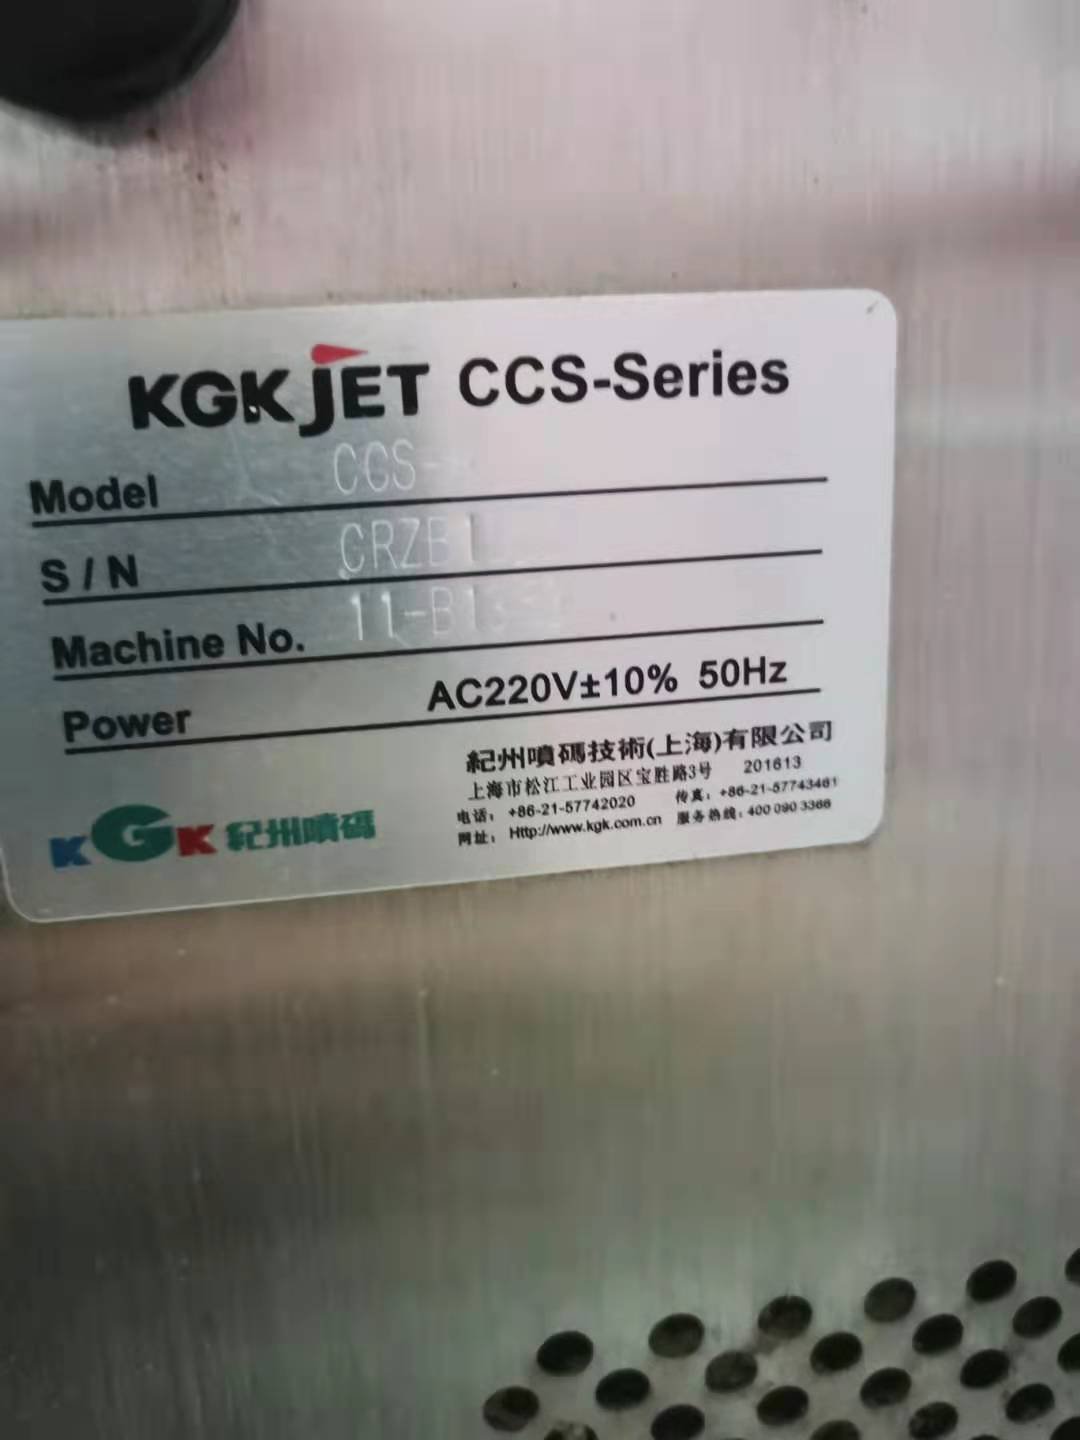 KGK JET CCS-Series
Model CCS-
S/N CRZB1
Machine No. 11-B1
Power AC220V±10% 50Hz
紀州噴碼技術(上海)有限公司
上海市松江工业园区宝胜路3号 201613
电话: +86-21-57742020 传真: +86-21-57743461
网址: Http://www.kgk.com.cn 服务热线: 400 090 3366
KGK 紀州噴碼